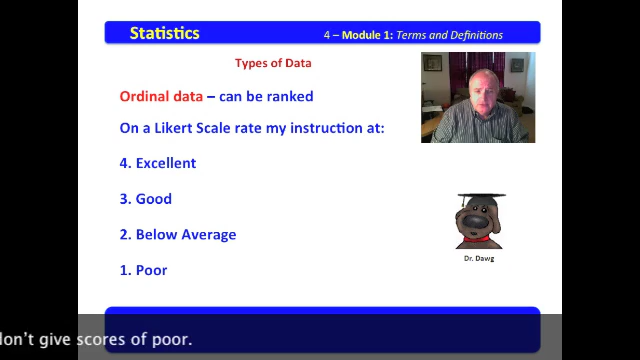 Statistics
4 – Module 1: Terms and Definitions
Types of Data
Ordinal data – can be ranked
On a Likert Scale rate my instruction at:
4. Excellent
3. Good
2. Below Average
1. Poor
Dr. Dawg
don't give scores of poor.